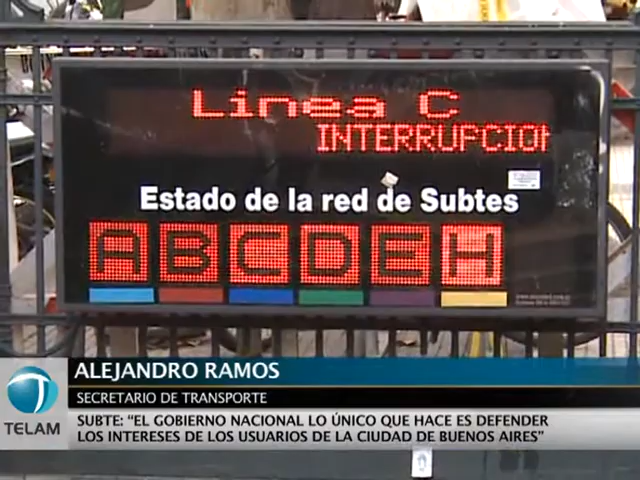 Linea C
INTERRUPCION
Estado de la red de Subtes
A B C D E H
ALEJANDRO RAMOS
SECRETARIO DE TRANSPORTE
TELAM
SUBTE: “EL GOBIERNO NACIONAL LO ÚNICO QUE HACE ES DEFENDER
LOS INTERESES DE LOS USUARIOS DE LA CIUDAD DE BUENOS AIRES”